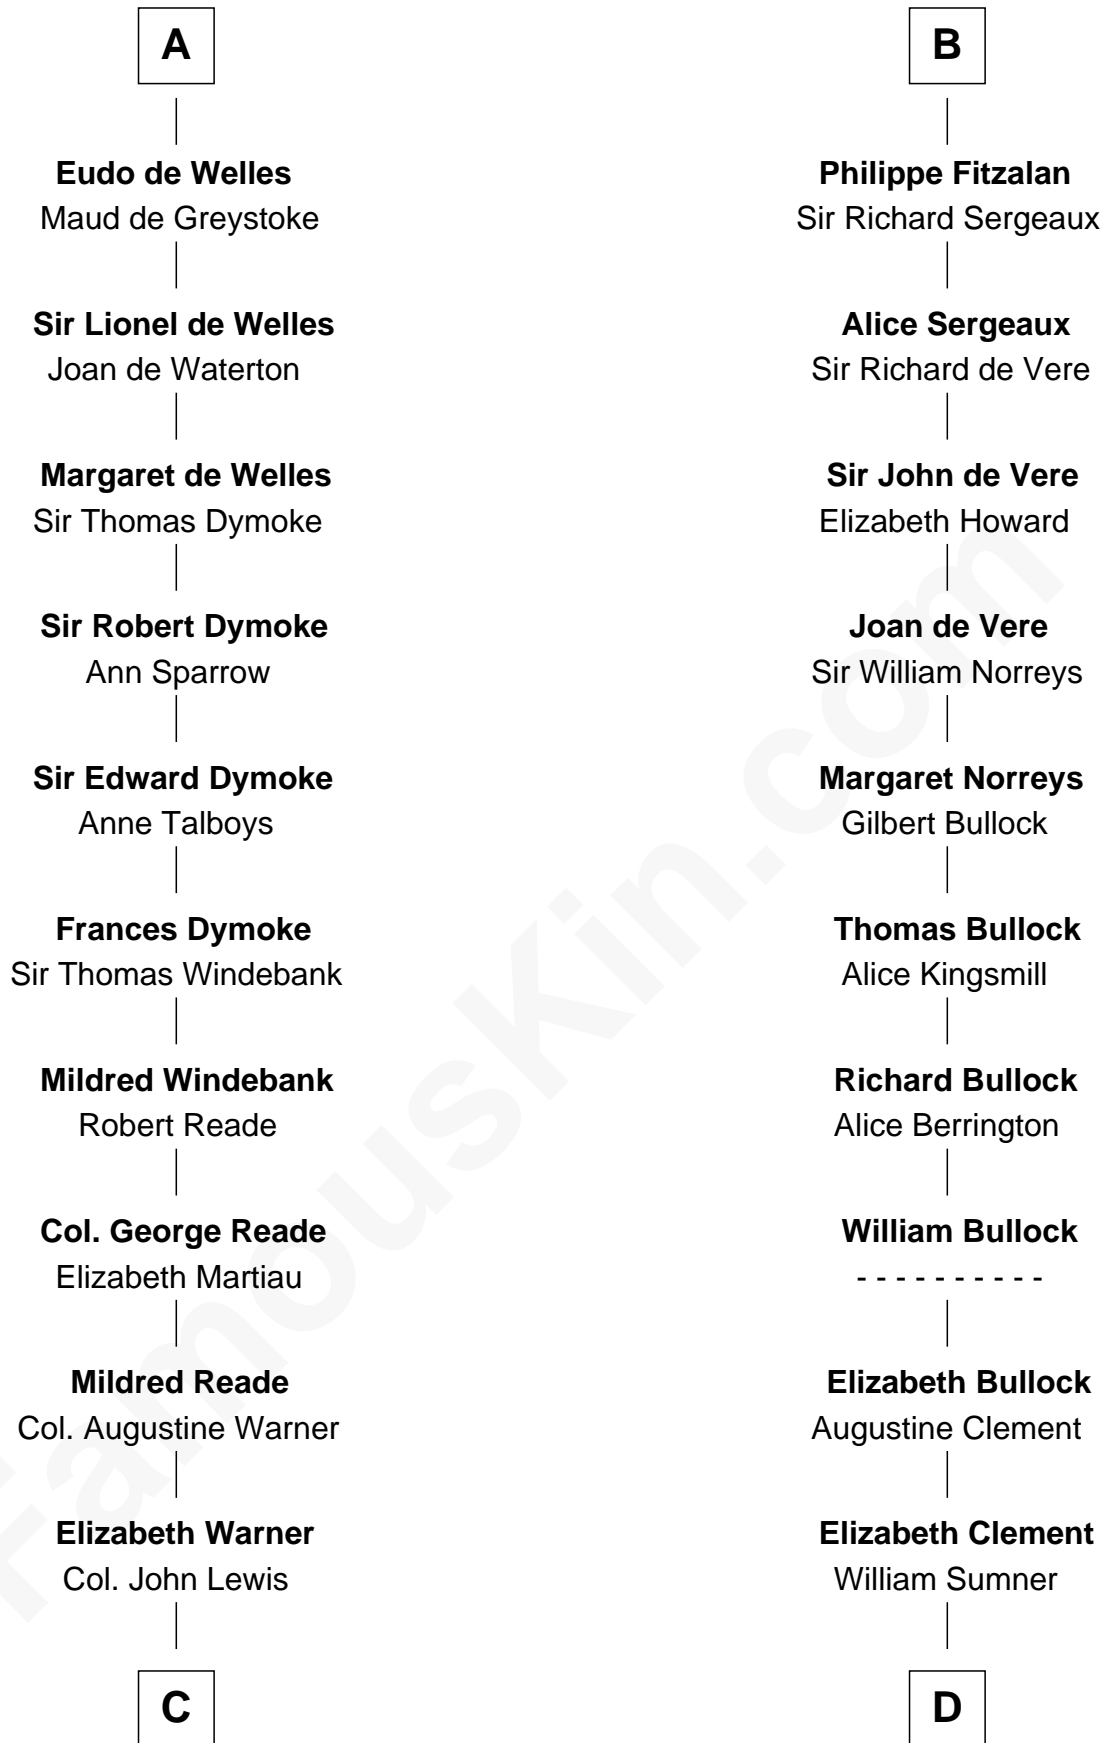 A
Eudo de Welles
Maud de Greystoke
Sir Lionel de Welles
Joan de Waterton
Margaret de Welles
Sir Thomas Dymoke
Sir Robert Dymoke
Ann Sparrow
Sir Edward Dymoke
Anne Talboys
Frances Dymoke
Sir Thomas Windebank
Mildred Windebank
Robert Reade
Col. George Reade
Elizabeth Martiau
Mildred Reade
Col. Augustine Warner
Elizabeth Warner
Col. John Lewis
C
B
Philippe Fitzalan
Sir Richard Sergeaux
Alice Sergeaux
Sir Richard de Vere
Sir John de Vere
Elizabeth Howard
Joan de Vere
Sir William Norreys
Margaret Norreys
Gilbert Bullock
Thomas Bullock
Alice Kingsmill
Richard Bullock
Alice Berrington
William Bullock
- - - - - - - - - -
Elizabeth Bullock
Augustine Clement
Elizabeth Clement
William Sumner
D
FamousKin.com